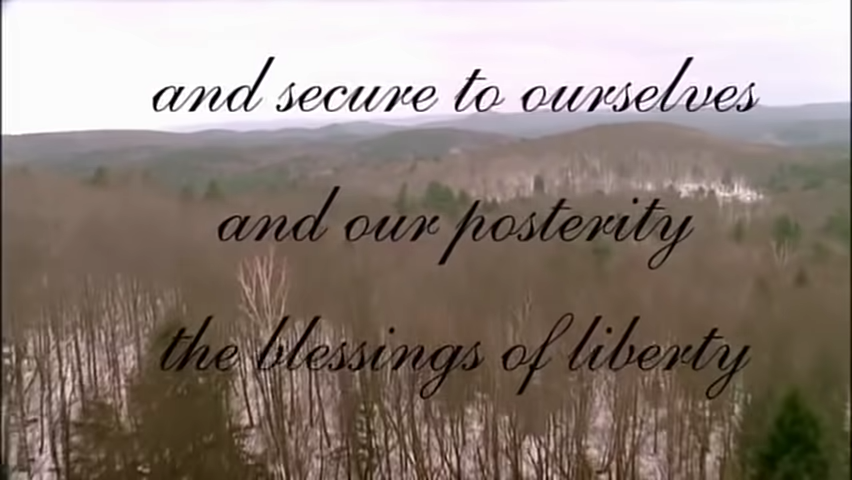 and secure to ourselves
and our posterity
the blessings of liberty